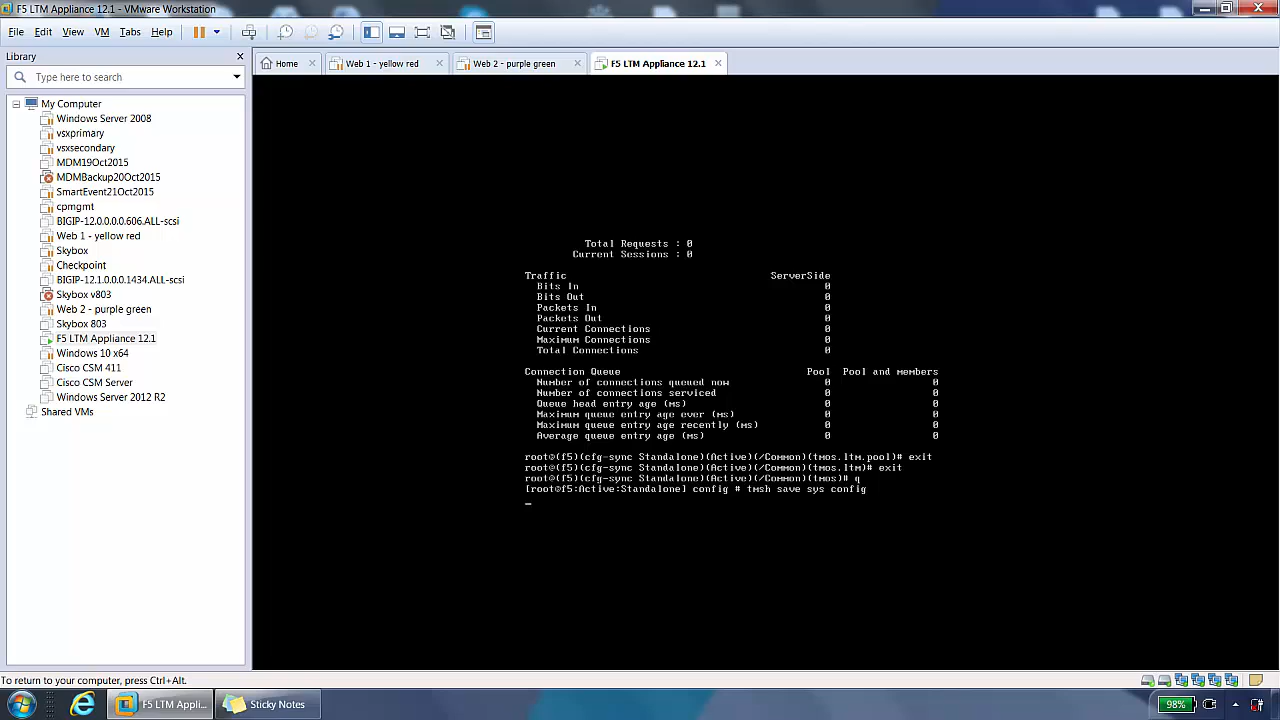 F5 LTM Appliance 12.1 - VMware Workstation
File Edit View VM Tabs Help
Library
Type here to search
My Computer
Windows Server 2008
vsxprimary
vsxsecondary
MDM19Oct2015
MDMBackup20Oct2015
SmartEvent21Oct2015
cpmgmt
BIGIP-12.0.0.0.606.ALL-scsi
Web 1 - yellow red
Skybox
Checkpoint
BIGIP-12.1.0.0.1434.ALL-scsi
Skybox v803
Web 2 - purple green
Skybox 803
F5 LTM Appliance 12.1
Windows 10 x64
Cisco CSM 411
Cisco CSM Server
Windows Server 2012 R2
Shared VMs
Home Web 1 - yellow red Web 2 - purple green F5 LTM Appliance 12.1
Total Requests : 0
Current Sessions : 0
Traffic ServerSide
Bits In 0
Bits Out 0
Packets In 0
Packets Out 0
Current Connections 0
Maximum Connections 0
Total Connections 0
Connection Queue Pool Pool and members
Number of connections queued now 0 0
Number of connections serviced 0 0
Queue head entry age (ms) 0 0
Maximum queue entry age ever (ms) 0 0
Maximum queue entry age recently (ms) 0 0
Average queue entry age (ms) 0 0
root@(f5)(cfg-sync Standalone)(Active)(/Common)(tmos.ltm.pool)# exit
root@(f5)(cfg-sync Standalone)(Active)(/Common)(tmos.ltm)# exit
root@(f5)(cfg-sync Standalone)(Active)(/Common)(tmos)# q
[root@f5:Active:Standalone] config # tmsh save sys config
_
To return to your computer, press Ctrl+Alt.
F5 LTM Appli... Sticky Notes 98%